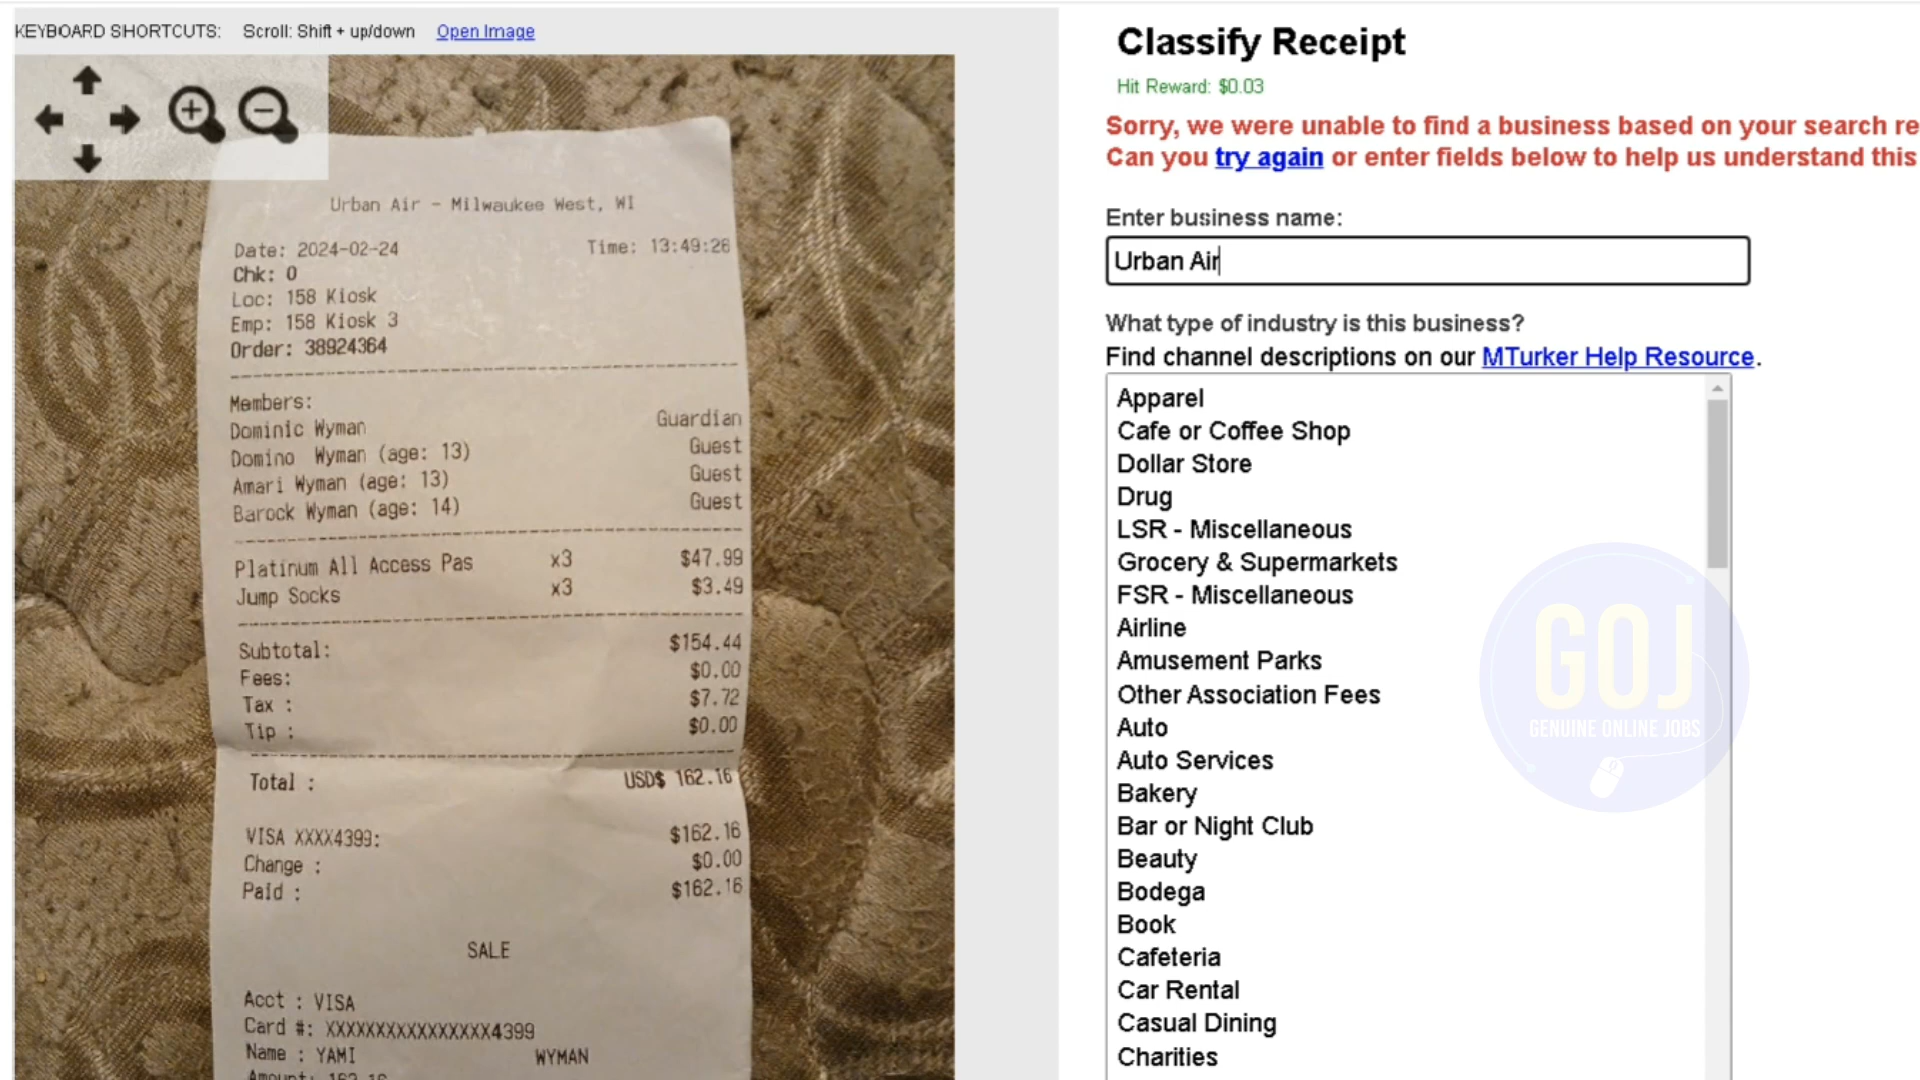 KEYBOARD SHORTCUTS: Scroll: Shift + up/down Open Image
Urban Air - Milwaukee West, WI
Date: 2024-02-24 Time: 13:49:26
Chk: 0
Loc: 158 Kiosk
Emp: 158 Kiosk 3
Order: 38924364
Members:
Dominic Wyman Guardian
Domino Wyman (age: 13) Guest
Amari Wyman (age: 13) Guest
Barock Wyman (age: 14) Guest
Platinum All Access Pas x3 $47.99
Jump Socks x3 $3.49
Subtotal: $154.44
Fees: $0.00
Tax : $7.72
Tip : $0.00
Total : USD$ 162.16
VISA XXXX4399: $162.16
Change : $0.00
Paid : $162.16
SALE
Acct : VISA
Card #: XXXXXXXXXXXXXXXX4399
Name : YAMI WYMAN
Amount: 162.16
Classify Receipt
Hit Reward: $0.03
Sorry, we were unable to find a business based on your search re
Can you try again or enter fields below to help us understand this
Enter business name:
Urban Air
What type of industry is this business?
Find channel descriptions on our MTurker Help Resource.
Apparel
Cafe or Coffee Shop
Dollar Store
Drug
LSR - Miscellaneous
Grocery & Supermarkets
FSR - Miscellaneous
Airline
Amusement Parks
Other Association Fees
Auto
Auto Services
Bakery
Bar or Night Club
Beauty
Bodega
Book
Cafeteria
Car Rental
Casual Dining
Charities
GOJ
GENUINE ONLINE JOBS